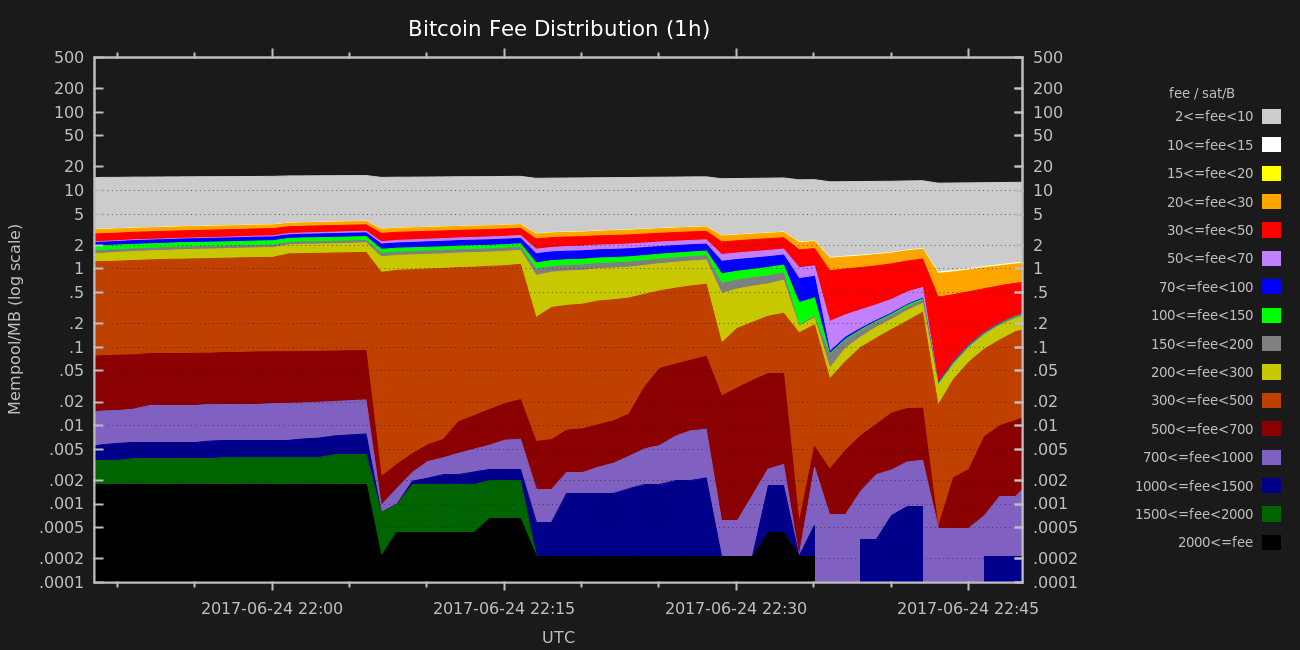 Bitcoin Fee Distribution (1h)
Mempool/MB (log scale)
500
200
100
50
20
10
5
2
1
.5
.2
.1
.05
.02
.01
.005
.002
.001
.0005
.0002
.0001
500
200
100
50
20
10
5
2
1
.5
.2
.1
.05
.02
.01
.005
.002
.001
.0005
.0002
.0001
2017-06-24 22:00
2017-06-24 22:15
2017-06-24 22:30
2017-06-24 22:45
UTC
fee / sat/B
2<=fee<10
10<=fee<15
15<=fee<20
20<=fee<30
30<=fee<50
50<=fee<70
70<=fee<100
100<=fee<150
150<=fee<200
200<=fee<300
300<=fee<500
500<=fee<700
700<=fee<1000
1000<=fee<1500
1500<=fee<2000
2000<=fee